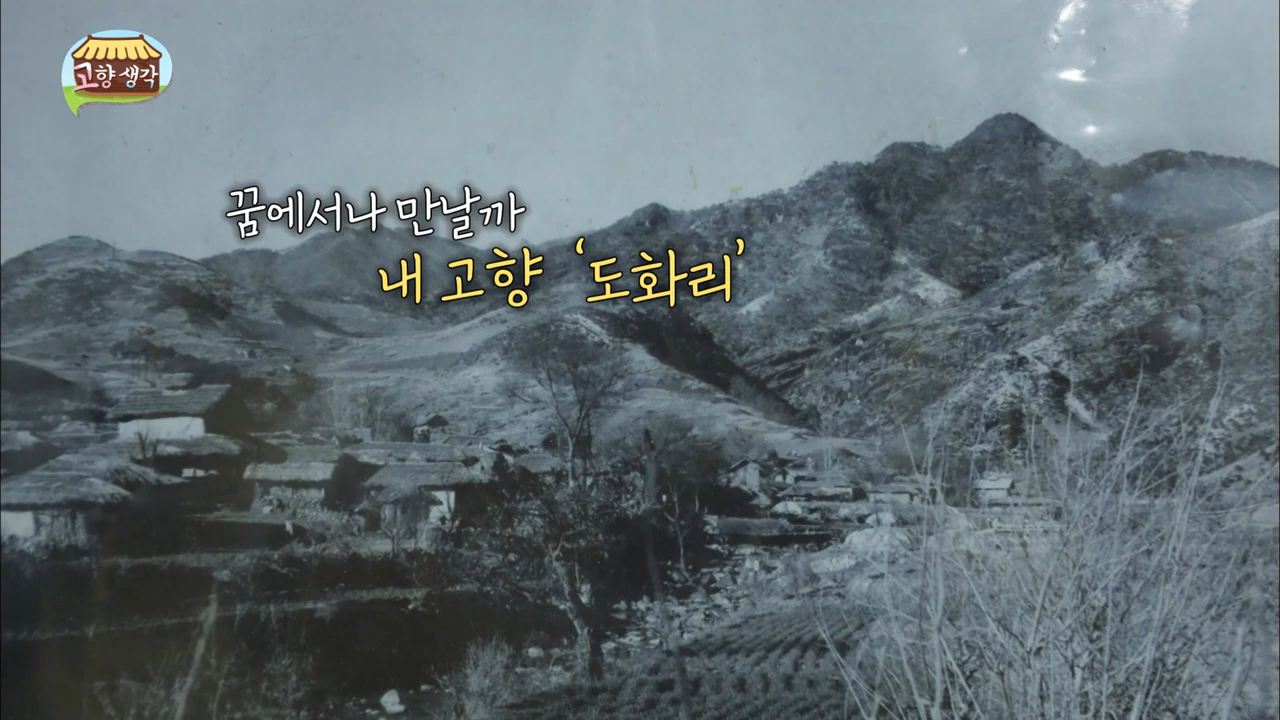 고향 생각
꿈에서나 만날까
내 고향 ‘도화리’